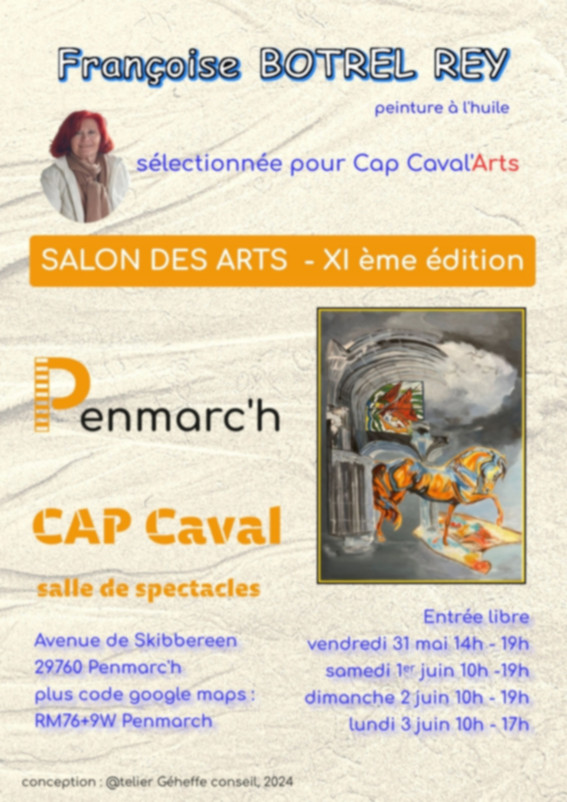 Françoise BOTREL REY
peinture à l'huile
sélectionnée pour Cap Caval'Arts
SALON DES ARTS - XI ème édition
Penmarc'h
CAP Caval
salle de spectacles
Avenue de Skibbereen
29760 Penmarc'h
plus code google maps :
RM76+9W Penmarch
Entrée libre
vendredi 31 mai 14h - 19h
samedi 1er juin 10h -19h
dimanche 2 juin 10h - 19h
lundi 3 juin 10h - 17h
conception : @telier Géheffe conseil, 2024